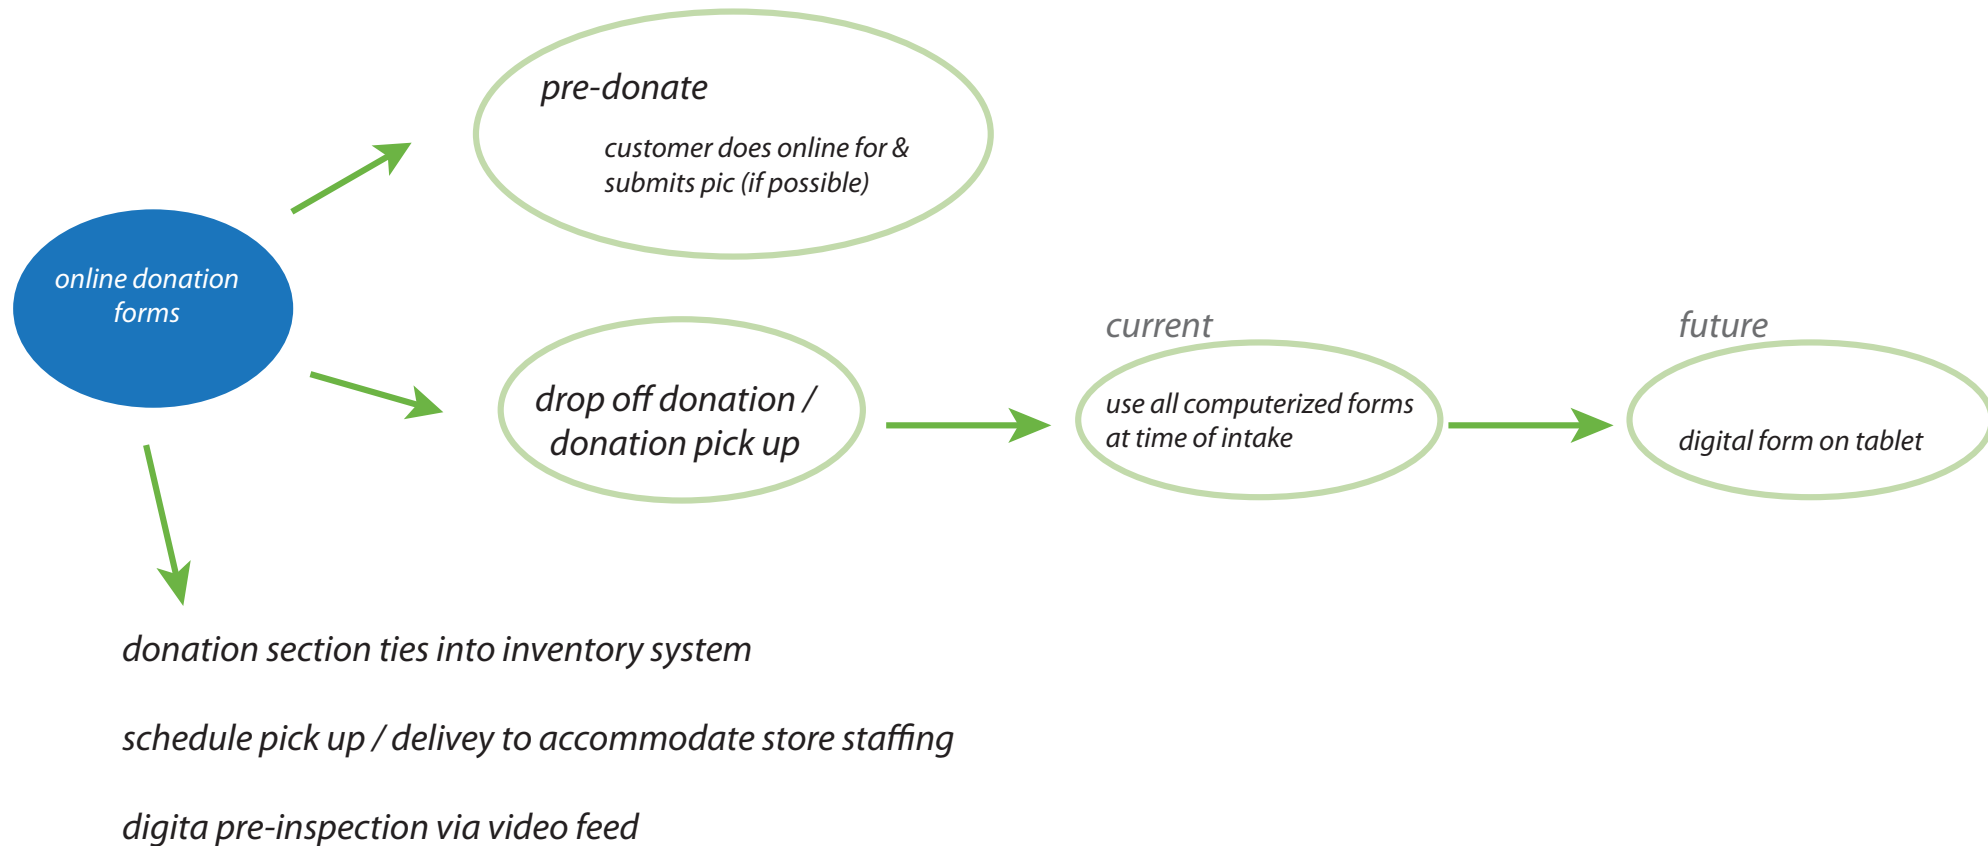 pre-donate
customer does online for &
submits pic (if possible)
online donation
forms
drop off donation /
donation pick up
current
use all computerized forms
at time of intake
future
digital form on tablet
donation section ties into inventory system
schedule pick up / delivey to accommodate store staffing
digita pre-inspection via video feed